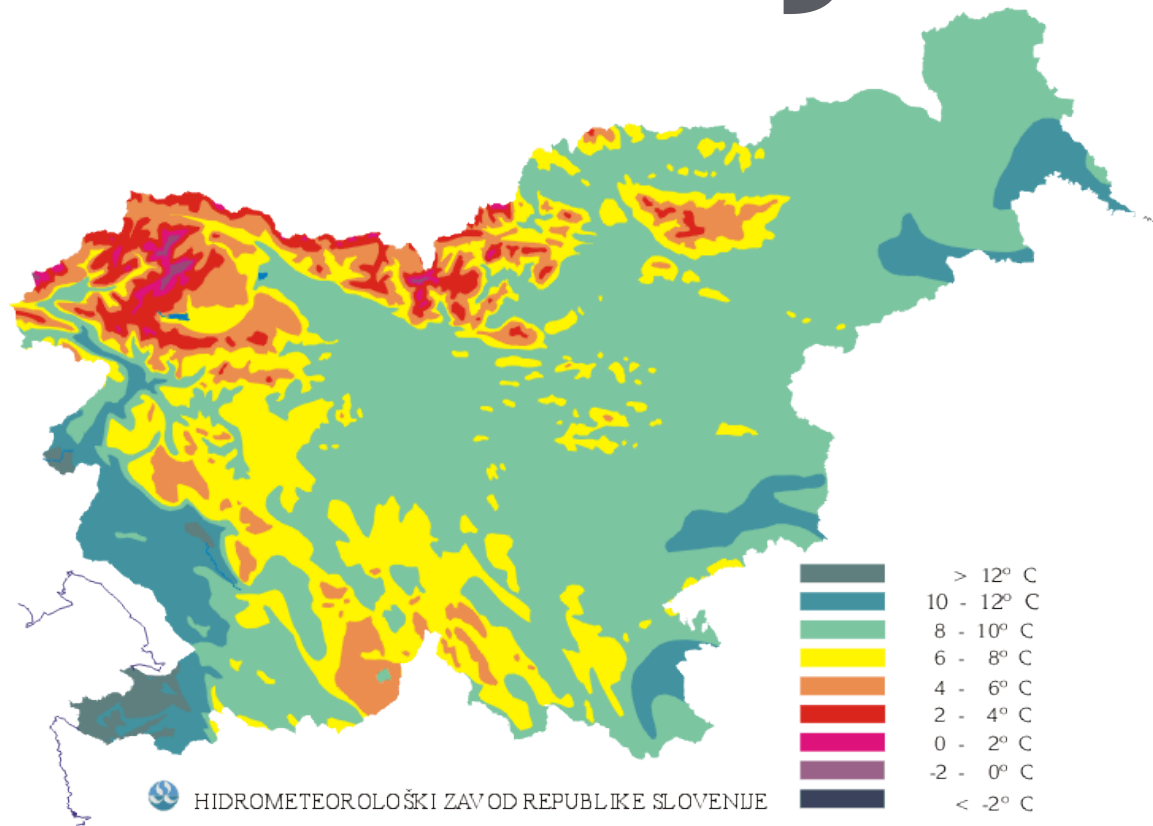 > 12° C
10 - 12° C
8 - 10° C
6 - 8° C
4 - 6° C
2 - 4° C
0 - 2° C
-2 - 0° C
< -2° C
HIDROMETEOROLOŠKI ZAVOD REPUBLIKE SLOVENIJE